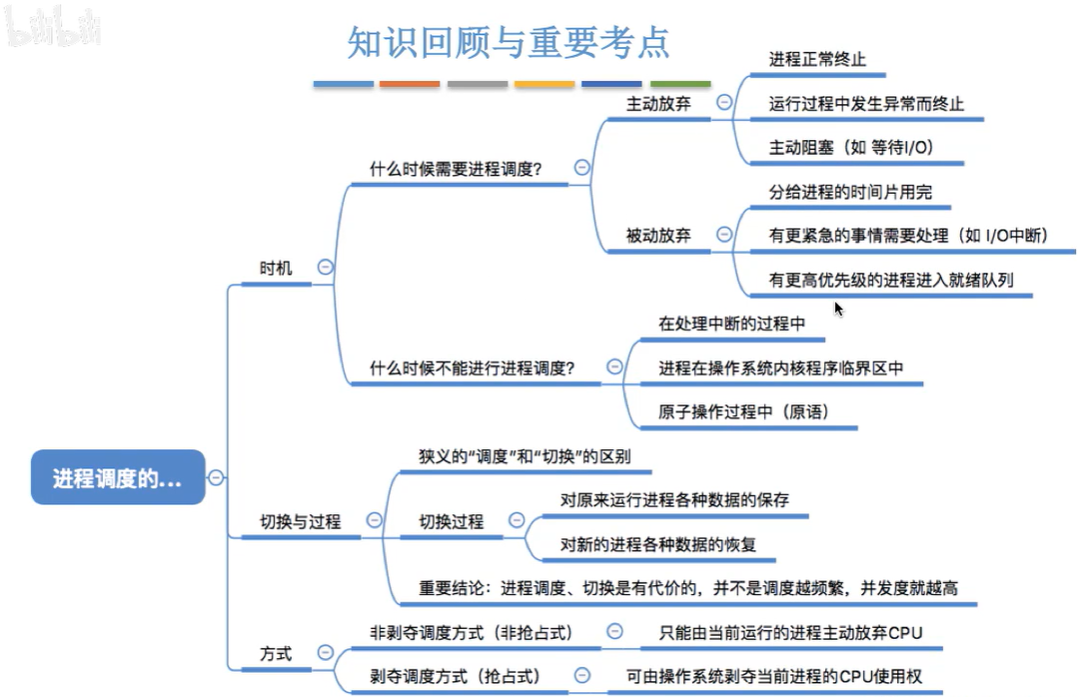 bilibili
知识回顾与重要考点
进程调度的...
时机
什么时候需要进程调度?
主动放弃
进程正常终止
运行过程中发生异常而终止
主动阻塞（如 等待I/O）
被动放弃
分给进程的时间片用完
有更紧急的事情需要处理（如 I/O中断）
有更高优先级的进程进入就绪队列
什么时候不能进行进程调度?
在处理中断的过程中
进程在操作系统内核程序临界区中
原子操作过程中（原语）
切换与过程
狭义的“调度”和“切换”的区别
切换过程
对原来运行进程各种数据的保存
对新的进程各种数据的恢复
重要结论：进程调度、切换是有代价的，并不是调度越频繁，并发度就越高
方式
非剥夺调度方式（非抢占式）
只能由当前运行的进程主动放弃CPU
剥夺调度方式（抢占式）
可由操作系统剥夺当前进程的CPU使用权